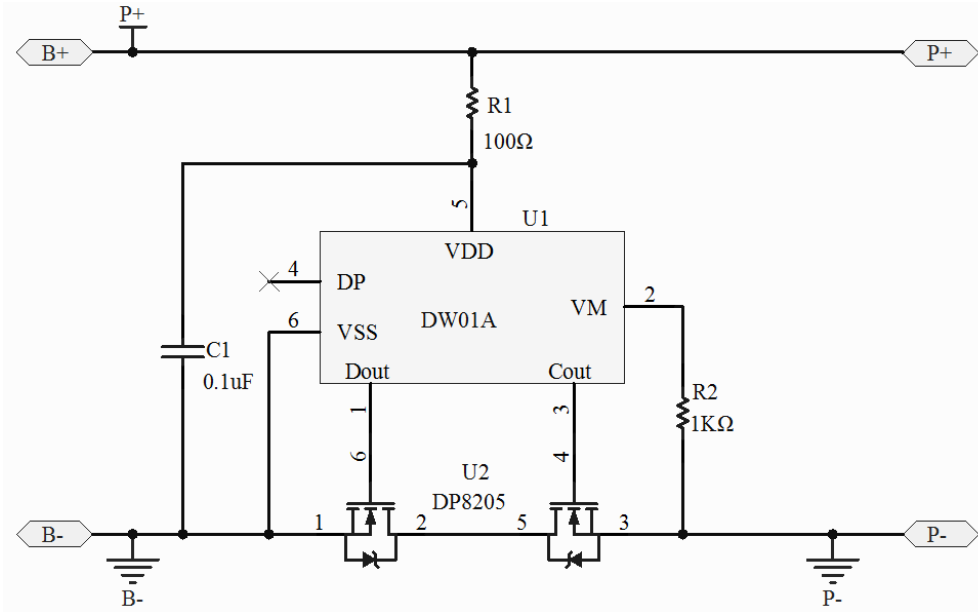 P+
B+
P+
R1
100Ω
5
U1
VDD
4
DP
2
VM
DW01A
6
VSS
C1
0.1uF
Dout
Cout
R2
1KΩ
1
3
6
4
U2
DP8205
B-
1
2
5
3
P-
B-
P-